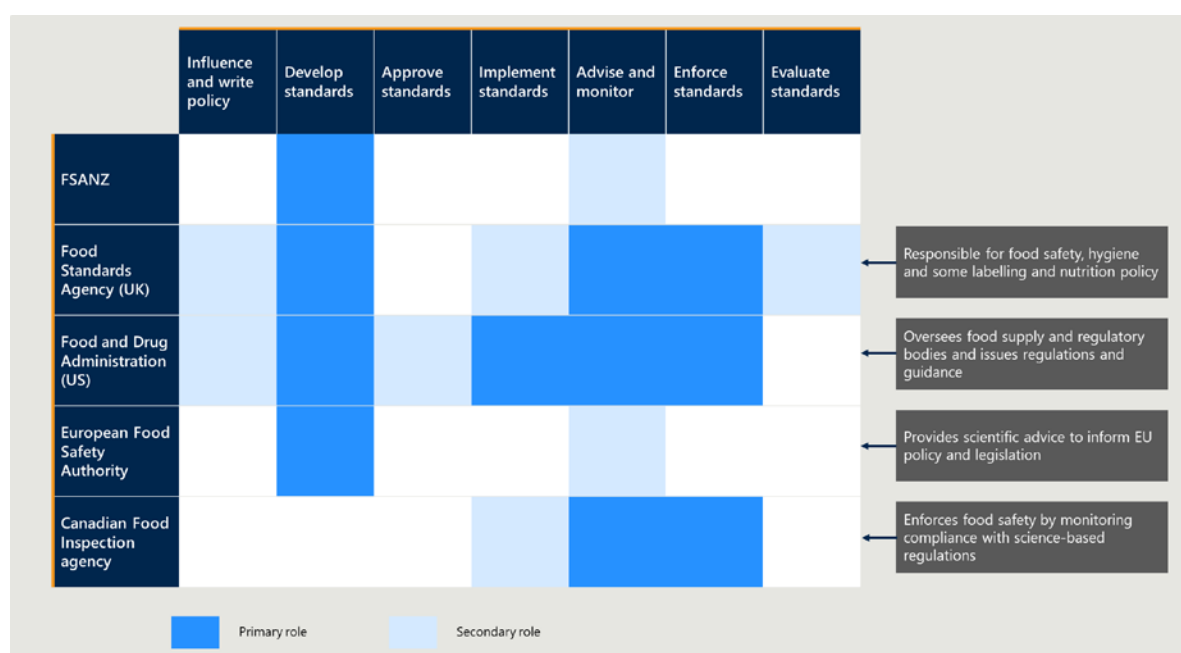 Influence
and write
policy
Develop
standards
Approve
standards
Implement
standards
Advise and
monitor
Enforce
standards
Evaluate
standards
FSANZ
Food
Standards
Agency (UK)
Responsible for food safety, hygiene
and some labelling and nutrition policy
Food and Drug
Administration
(US)
Oversees food supply and regulatory
bodies and issues regulations and
guidance
European Food
Safety
Authority
Provides scientific advice to inform EU
policy and legislation
Canadian Food
Inspection
agency
Enforces food safety by monitoring
compliance with science-based
regulations
Primary role
Secondary role